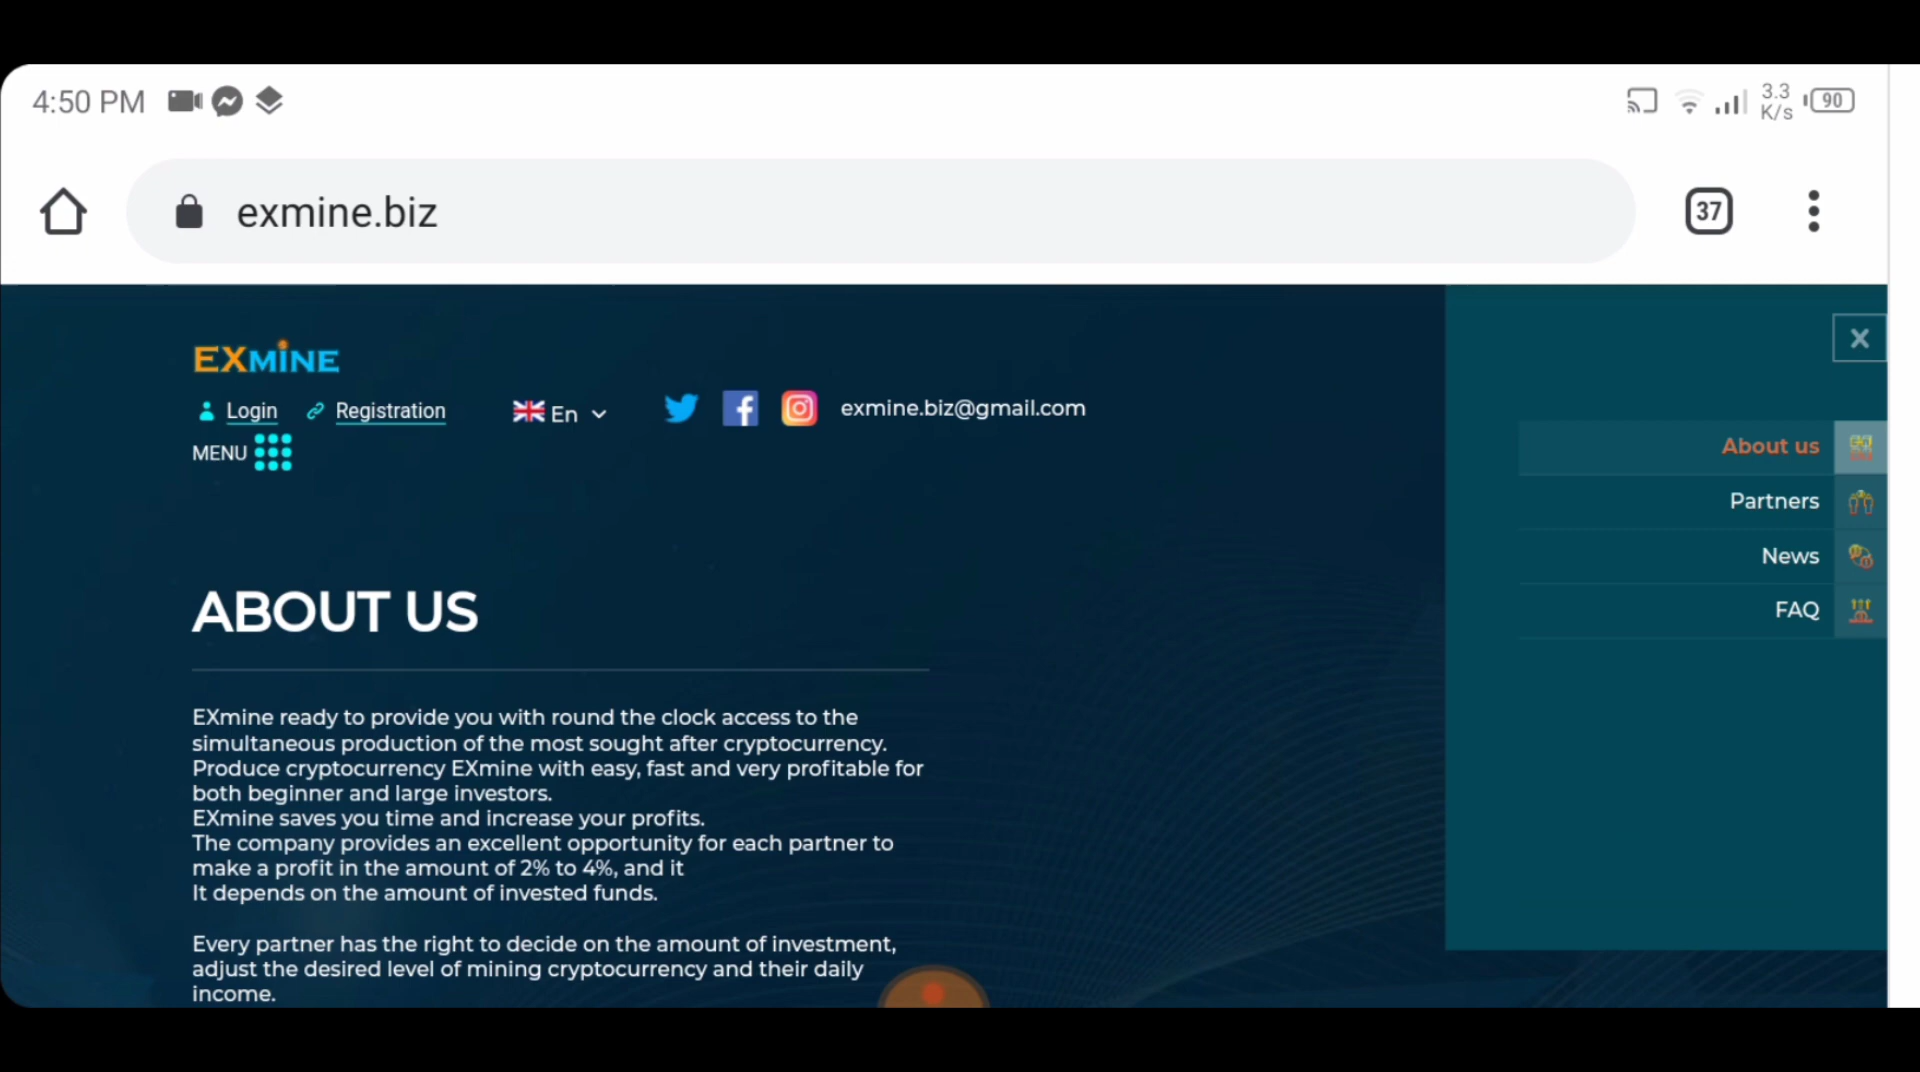 4:50 PM
3.3
K/s
90
exmine.biz
37
EXMINE
Login
Registration
En
exmine.biz@gmail.com
MENU
About us
Partners
News
FAQ
ABOUT US
EXmine ready to provide you with round the clock access to the
simultaneous production of the most sought after cryptocurrency.
Produce cryptocurrency EXmine with easy, fast and very profitable for
both beginner and large investors.
EXmine saves you time and increase your profits.
The company provides an excellent opportunity for each partner to
make a profit in the amount of 2% to 4%, and it
It depends on the amount of invested funds.
Every partner has the right to decide on the amount of investment,
adjust the desired level of mining cryptocurrency and their daily
income.